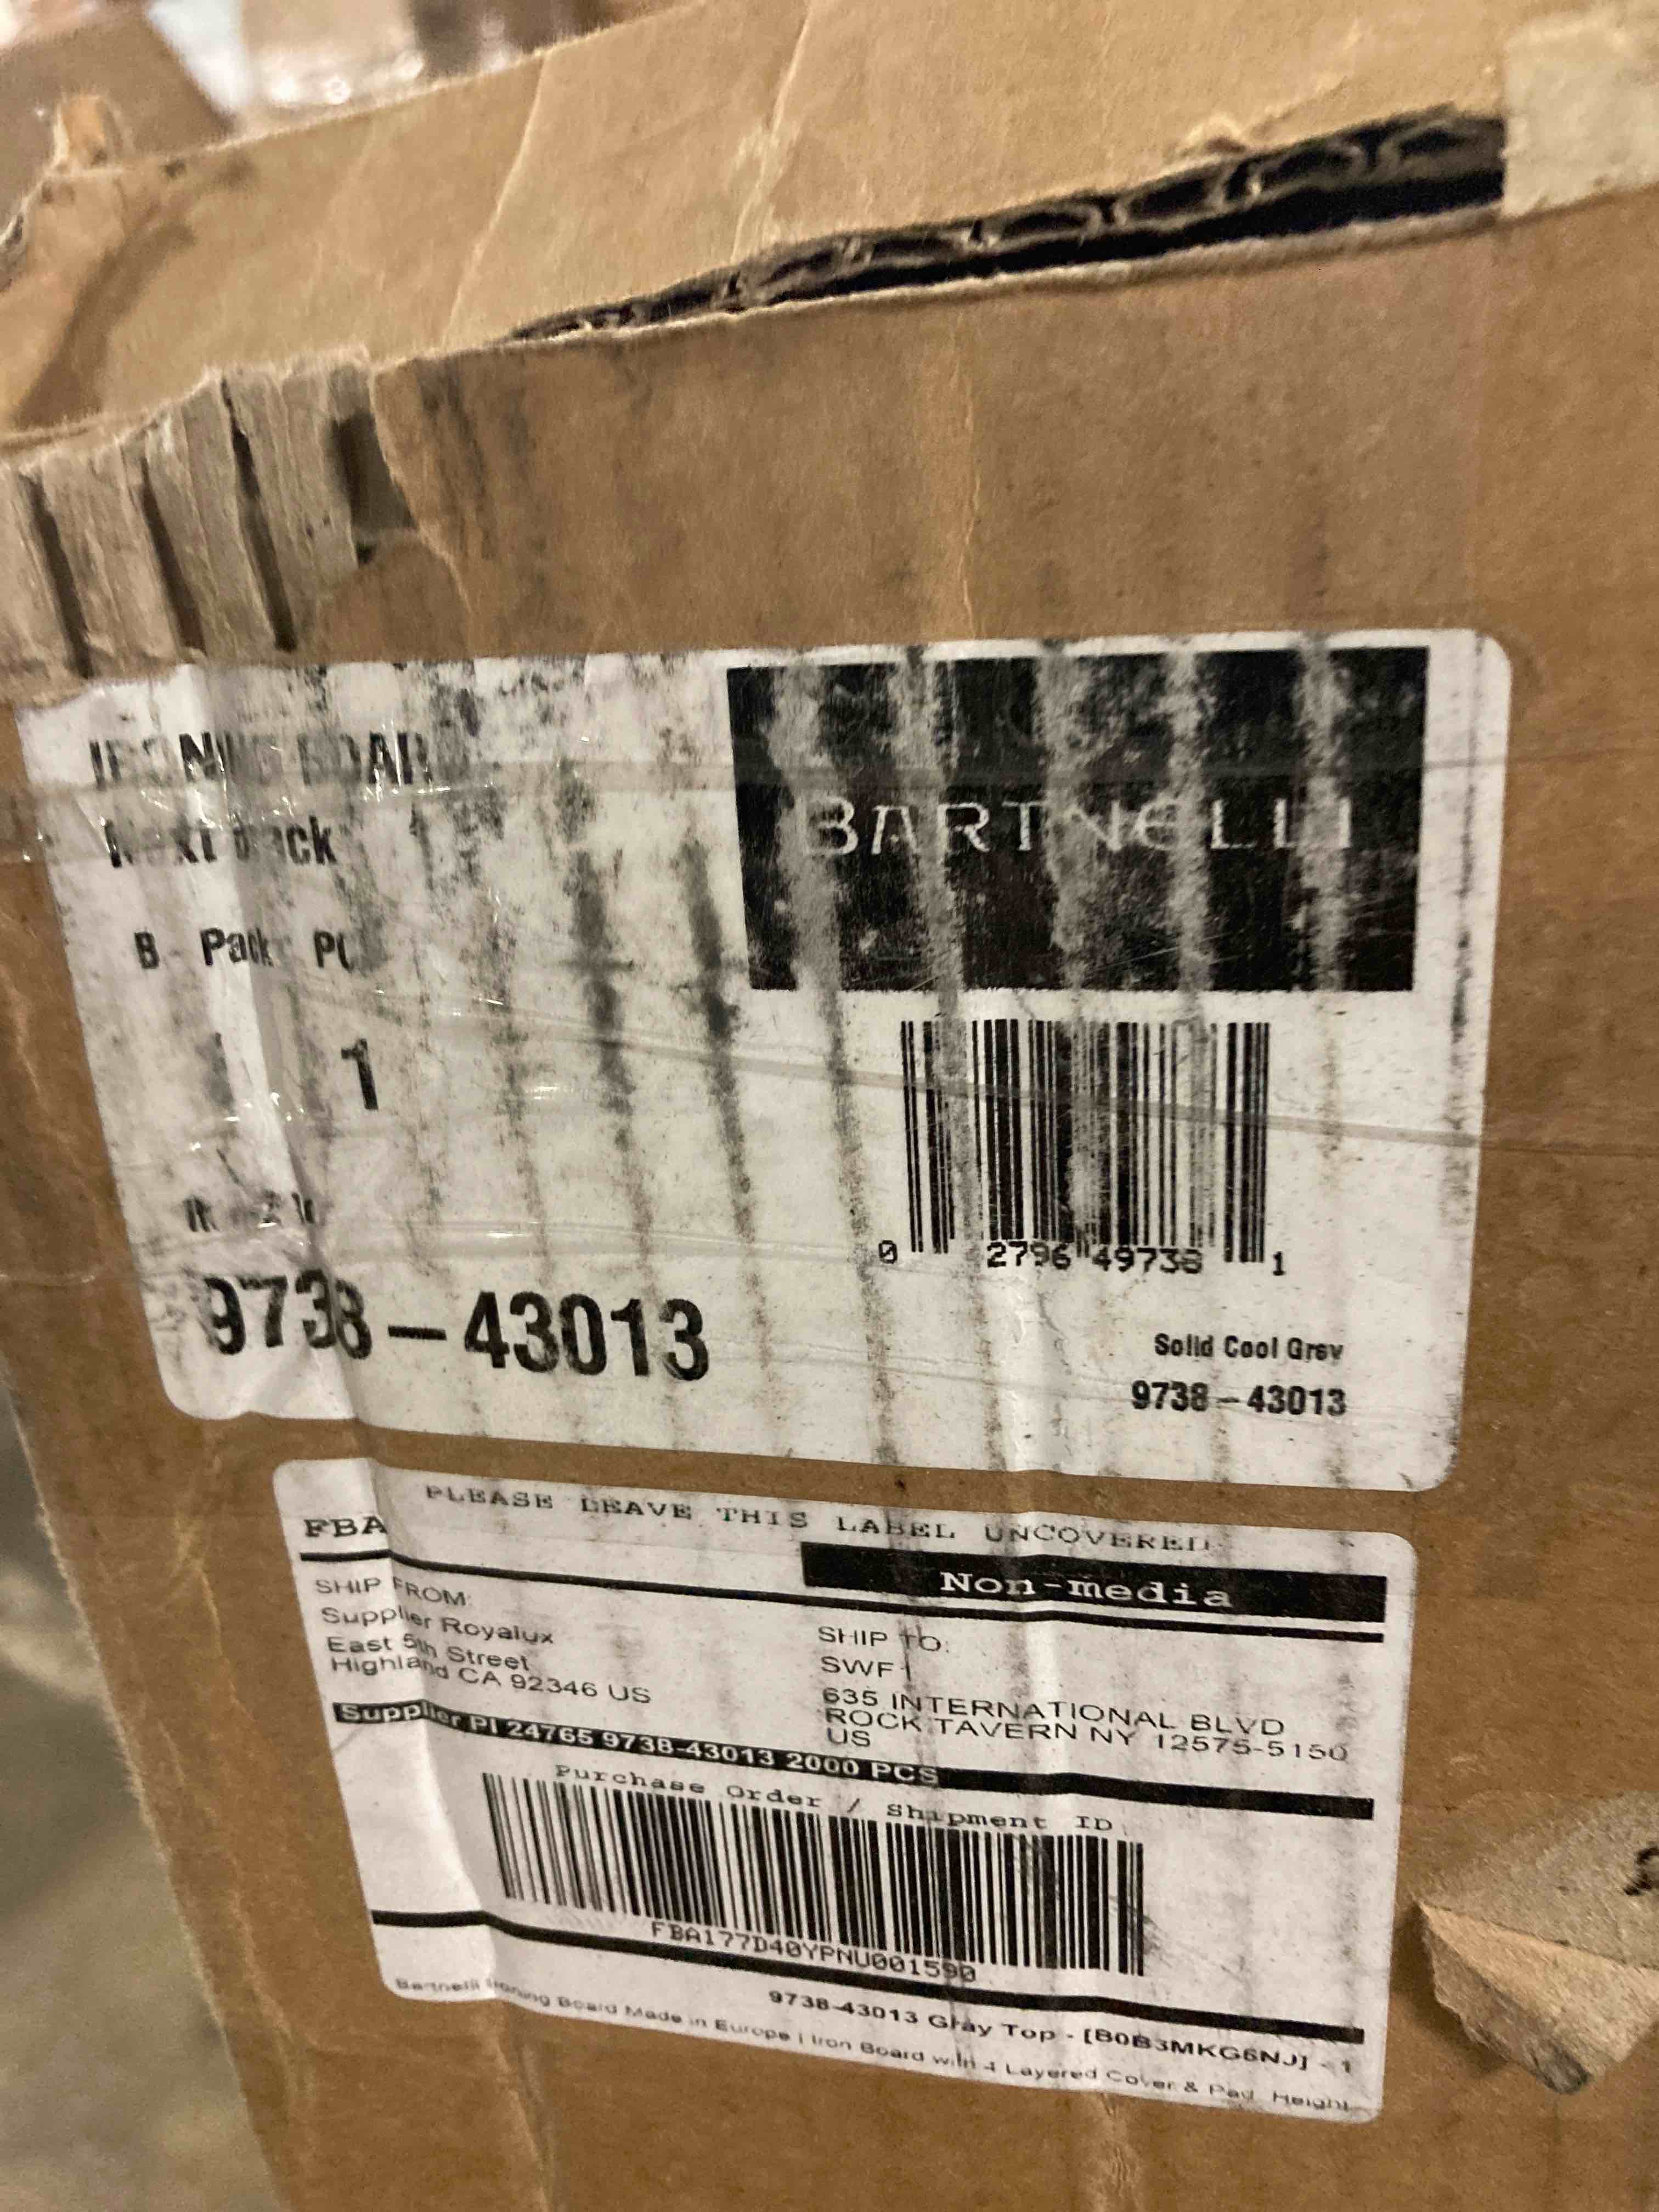 IRONING BOARD
BARTNELLI
B - Pack
1
0 2796 49738 1
9738-43013
Solid Cool Grey
9738-43013
PLEASE LEAVE THIS LABEL UNCOVERED
FBA
Non-media
SHIP FROM:
Supplier Royalux
East 5th Street
Highland CA 92346 US
SHIP TO:
SWF1
635 INTERNATIONAL BLVD
ROCK TAVERN NY 12575-5150
US
Supplier PI 24765 9738-43013 2000 PCS
Purchase Order / Shipment ID
FBA177D40YPNU001590
9738-43013 Gray Top - [B0B3MKG6NJ] - 1
Bartnelli Ironing Board Made in Europe | Iron Board with 4 Layered Cover & Pad, Height